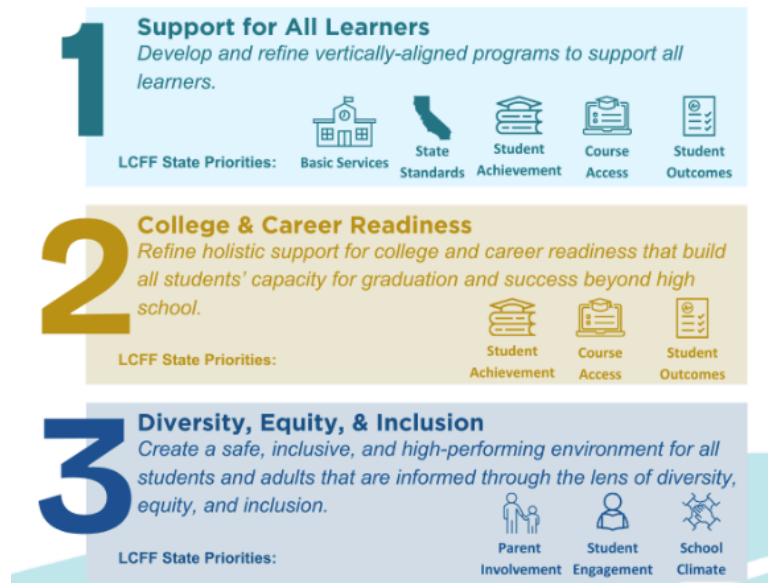 1
Support for All Learners
Develop and refine vertically-aligned programs to support all
learners.
LCFF State Priorities:
Basic Services
State
Standards
Student
Achievement
Course
Access
Student
Outcomes
2
College & Career Readiness
Refine holistic support for college and career readiness that build
all students’ capacity for graduation and success beyond high
school.
LCFF State Priorities:
Student
Achievement
Course
Access
Student
Outcomes
3
Diversity, Equity, & Inclusion
Create a safe, inclusive, and high-performing environment for all
students and adults that are informed through the lens of diversity,
equity, and inclusion.
LCFF State Priorities:
Parent
Involvement
Student
Engagement
School
Climate